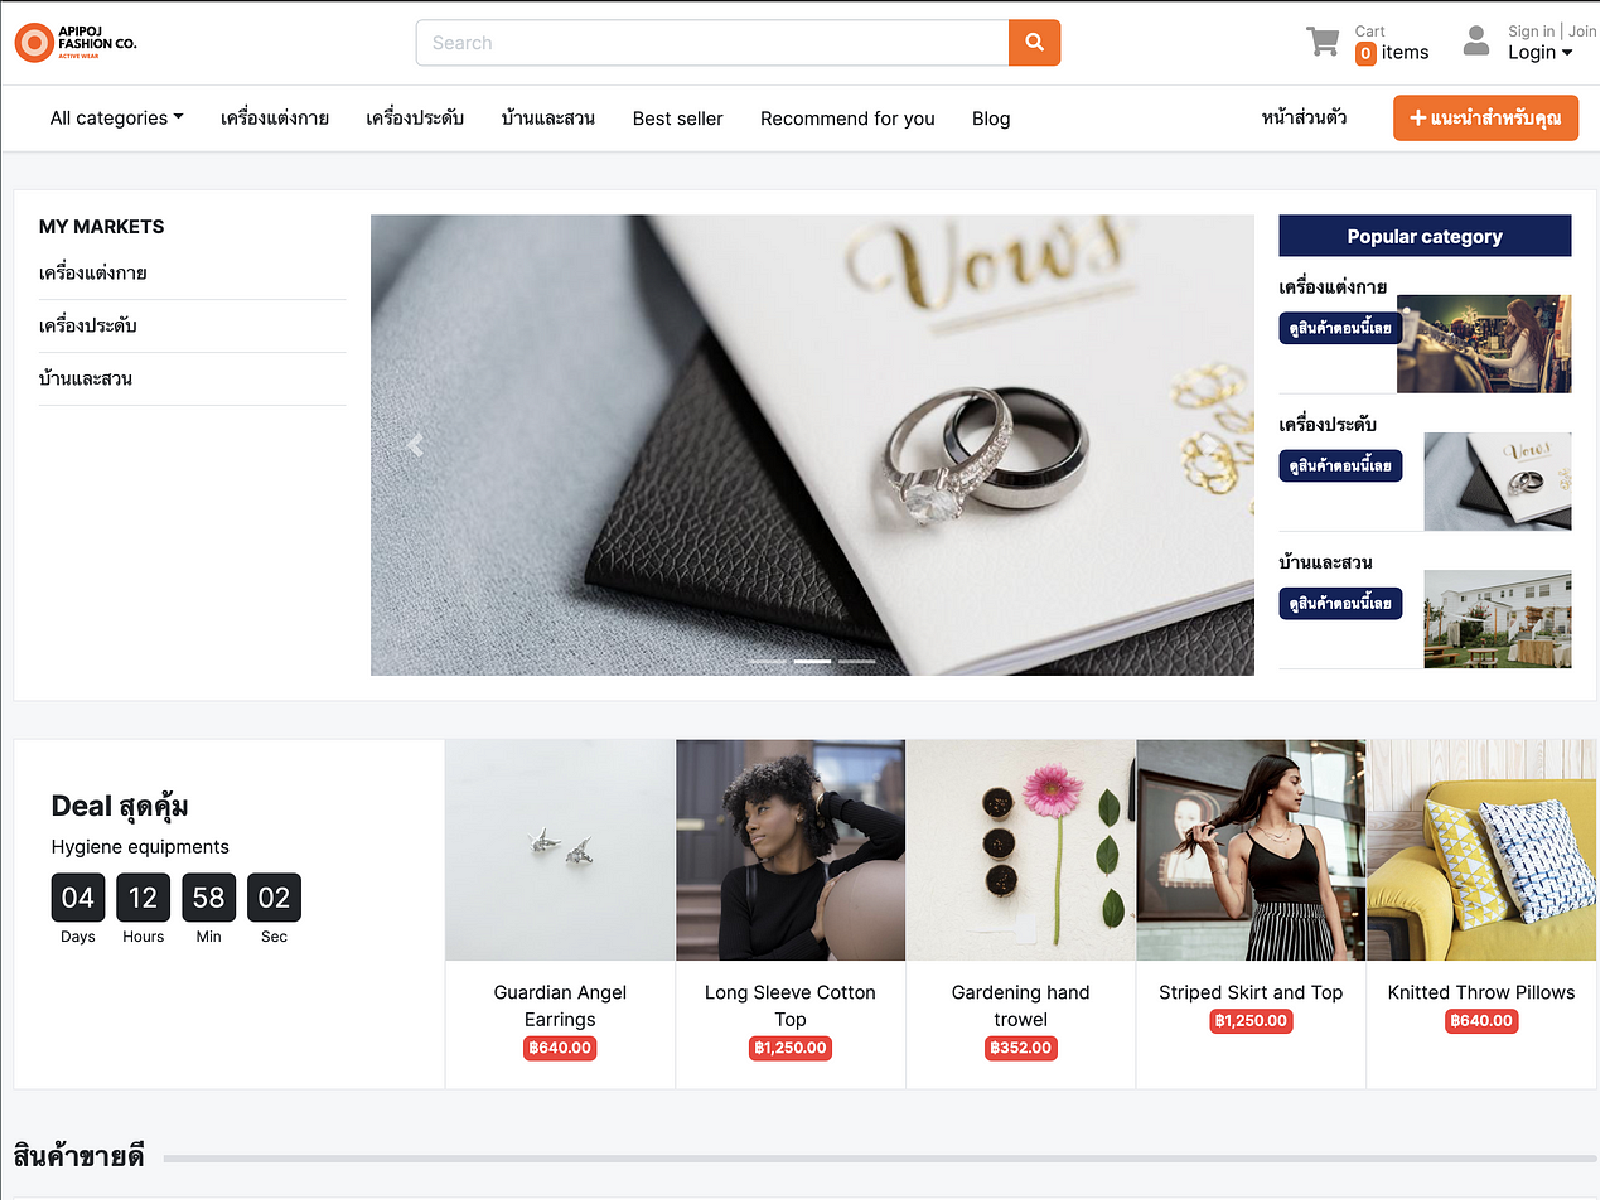 APIPOJ
FASHION CO.
ACTIVE WEAR
Search
Cart
0 items
Sign in | Join
Login
All categories
เครื่องแต่งกาย
เครื่องประดับ
บ้านและสวน
Best seller
Recommend for you
Blog
หน้าส่วนตัว
+ แนะนำสำหรับคุณ
MY MARKETS
เครื่องแต่งกาย
เครื่องประดับ
บ้านและสวน
Vows
Popular category
เครื่องแต่งกาย
ดูสินค้าตอนนี้เลย
เครื่องประดับ
ดูสินค้าตอนนี้เลย
Vows
บ้านและสวน
ดูสินค้าตอนนี้เลย
Deal สุดคุ้ม
Hygiene equipments
04 12 58 02
Days Hours Min Sec
Guardian Angel
Earrings
฿640.00
Long Sleeve Cotton
Top
฿1,250.00
Gardening hand
trowel
฿352.00
Striped Skirt and Top
฿1,250.00
Knitted Throw Pillows
฿640.00
สินค้าขายดี